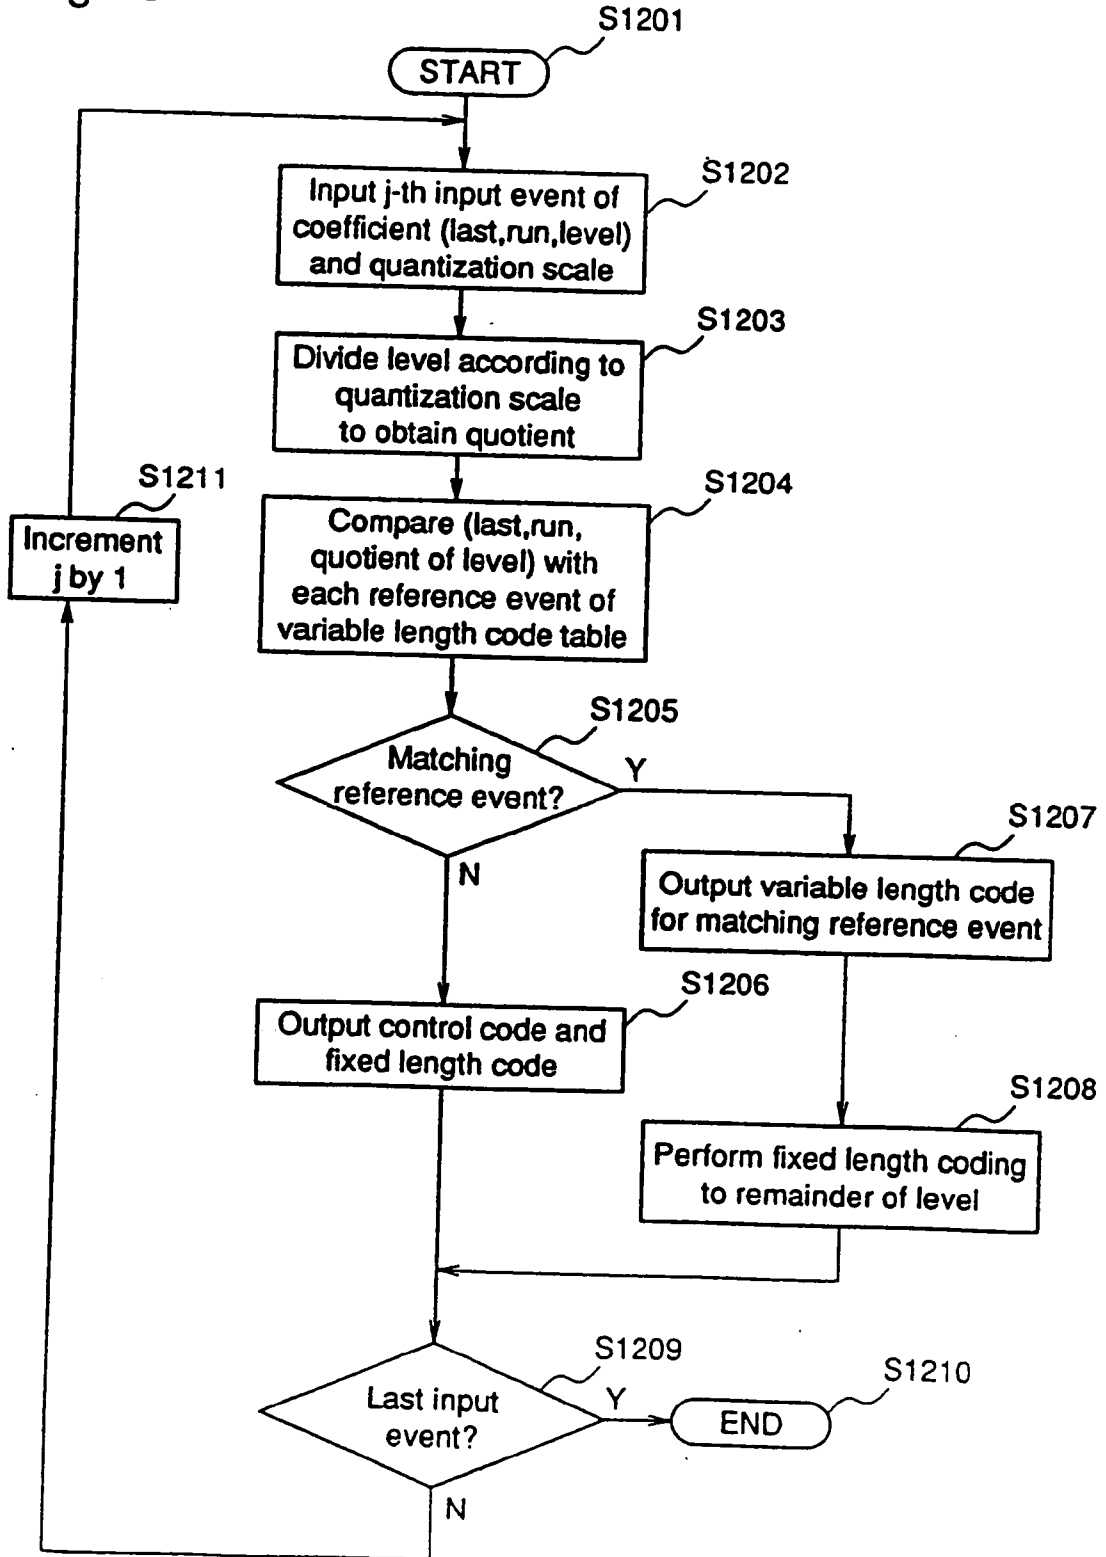 S1201
START
S1202
Input j-th input event of
coefficient (last,run,level)
and quantization scale
S1203
Divide level according to
quantization scale
to obtain quotient
S1211
Increment
j by 1
S1204
Compare (last,run,
quotient of level) with
each reference event of
variable length code table
S1205
Matching
reference event?
Y
N
S1207
Output variable length code
for matching reference event
S1206
Output control code and
fixed length code
S1208
Perform fixed length coding
to remainder of level
S1209
Last input
event?
Y
S1210
END
N